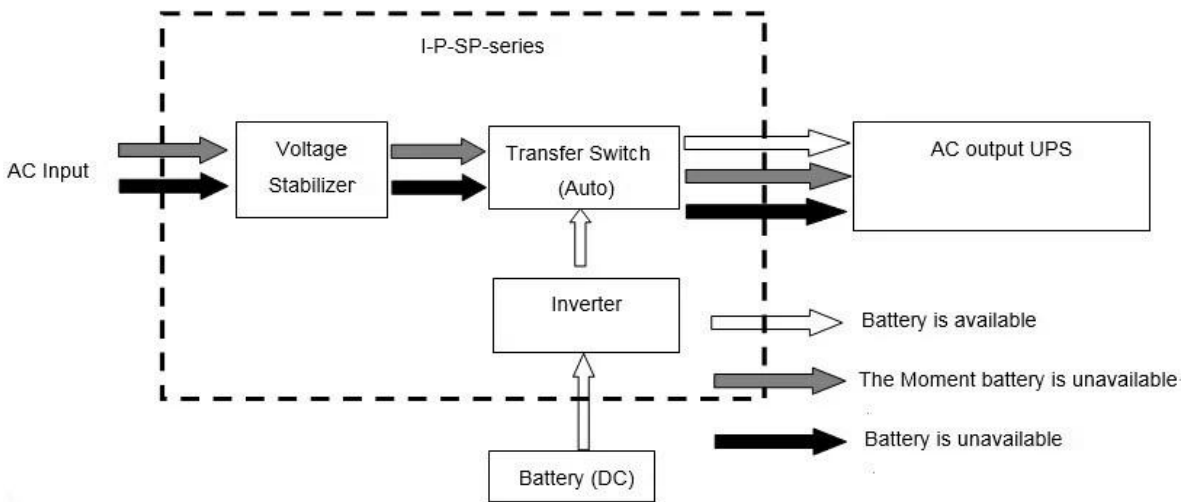 I-P-SP-series
AC Input
Voltage
Stabilizer
Transfer Switch
(Auto)
AC output UPS
Inverter
Battery (DC)
Battery is available
The Moment battery is unavailable
Battery is unavailable